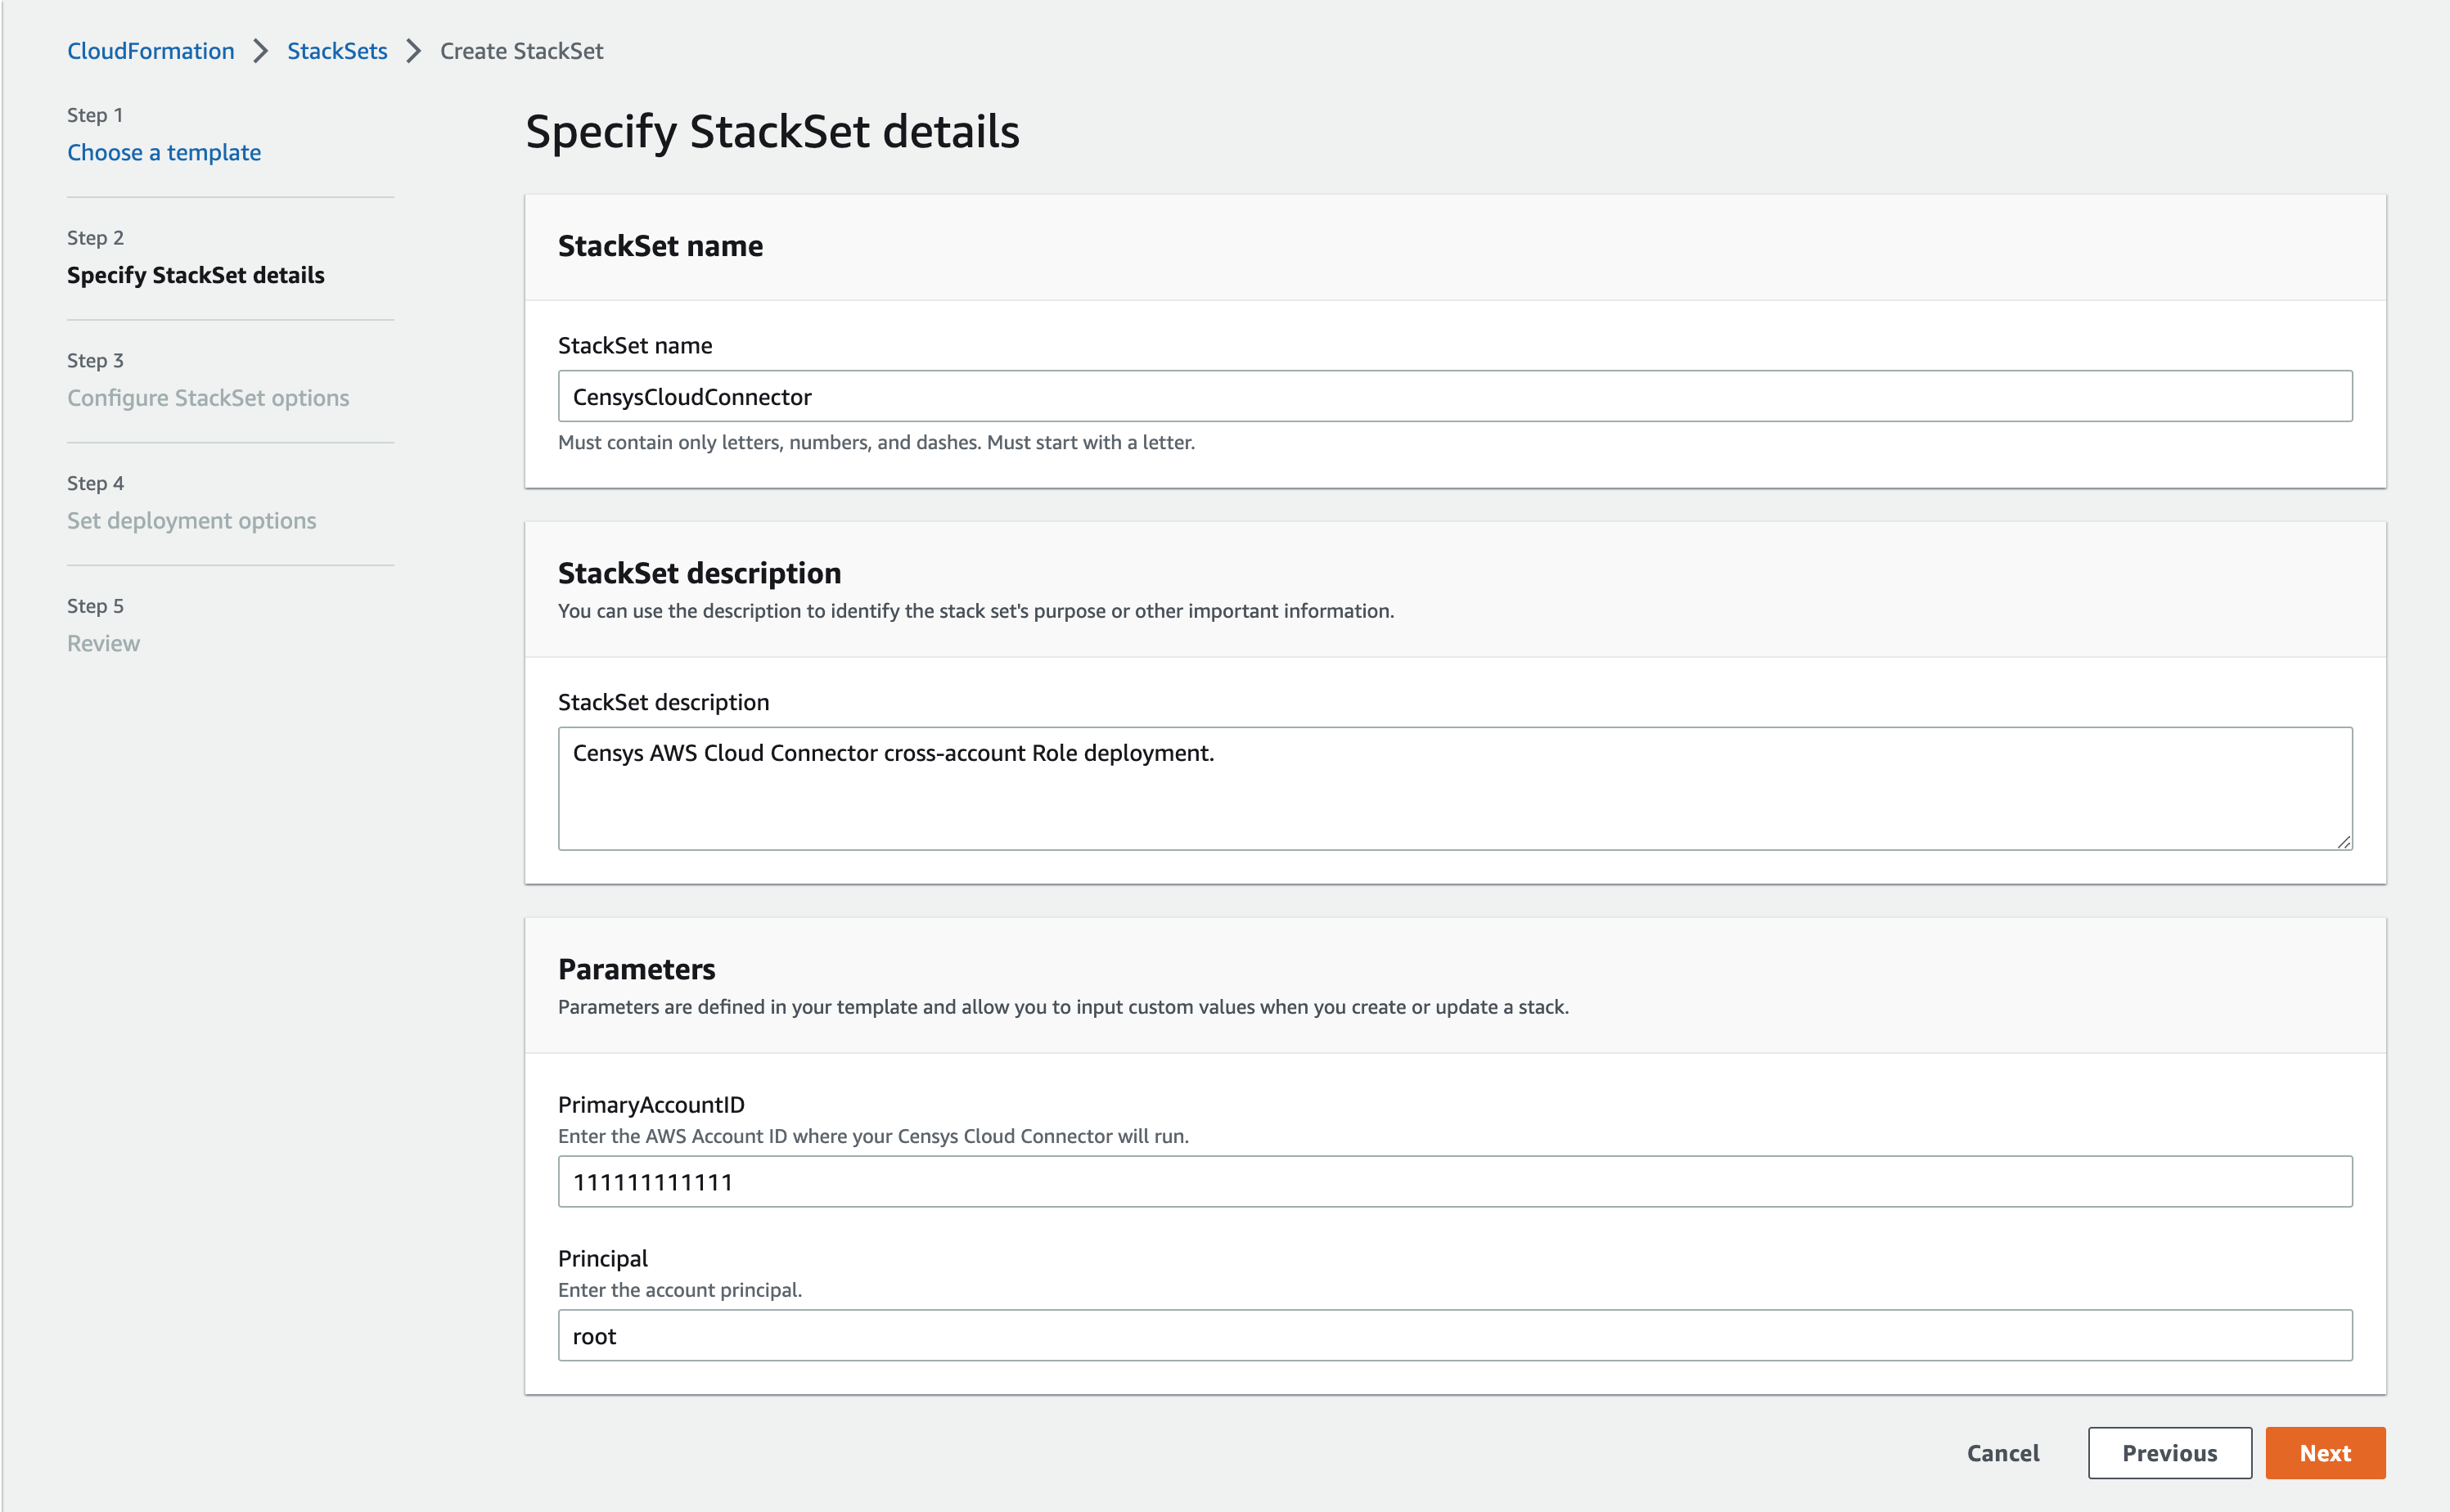 CloudFormation > StackSets > Create StackSet
Step 1
Choose a template
Step 2
Specify StackSet details
Step 3
Configure StackSet options
Step 4
Set deployment options
Step 5
Review
Specify StackSet details
StackSet name
StackSet name
CensysCloudConnector
Must contain only letters, numbers, and dashes. Must start with a letter.
StackSet description
You can use the description to identify the stack set's purpose or other important information.
StackSet description
Censys AWS Cloud Connector cross-account Role deployment.
Parameters
Parameters are defined in your template and allow you to input custom values when you create or update a stack.
PrimaryAccountID
Enter the AWS Account ID where your Censys Cloud Connector will run.
111111111111
Principal
Enter the account principal.
root
Cancel Previous Next